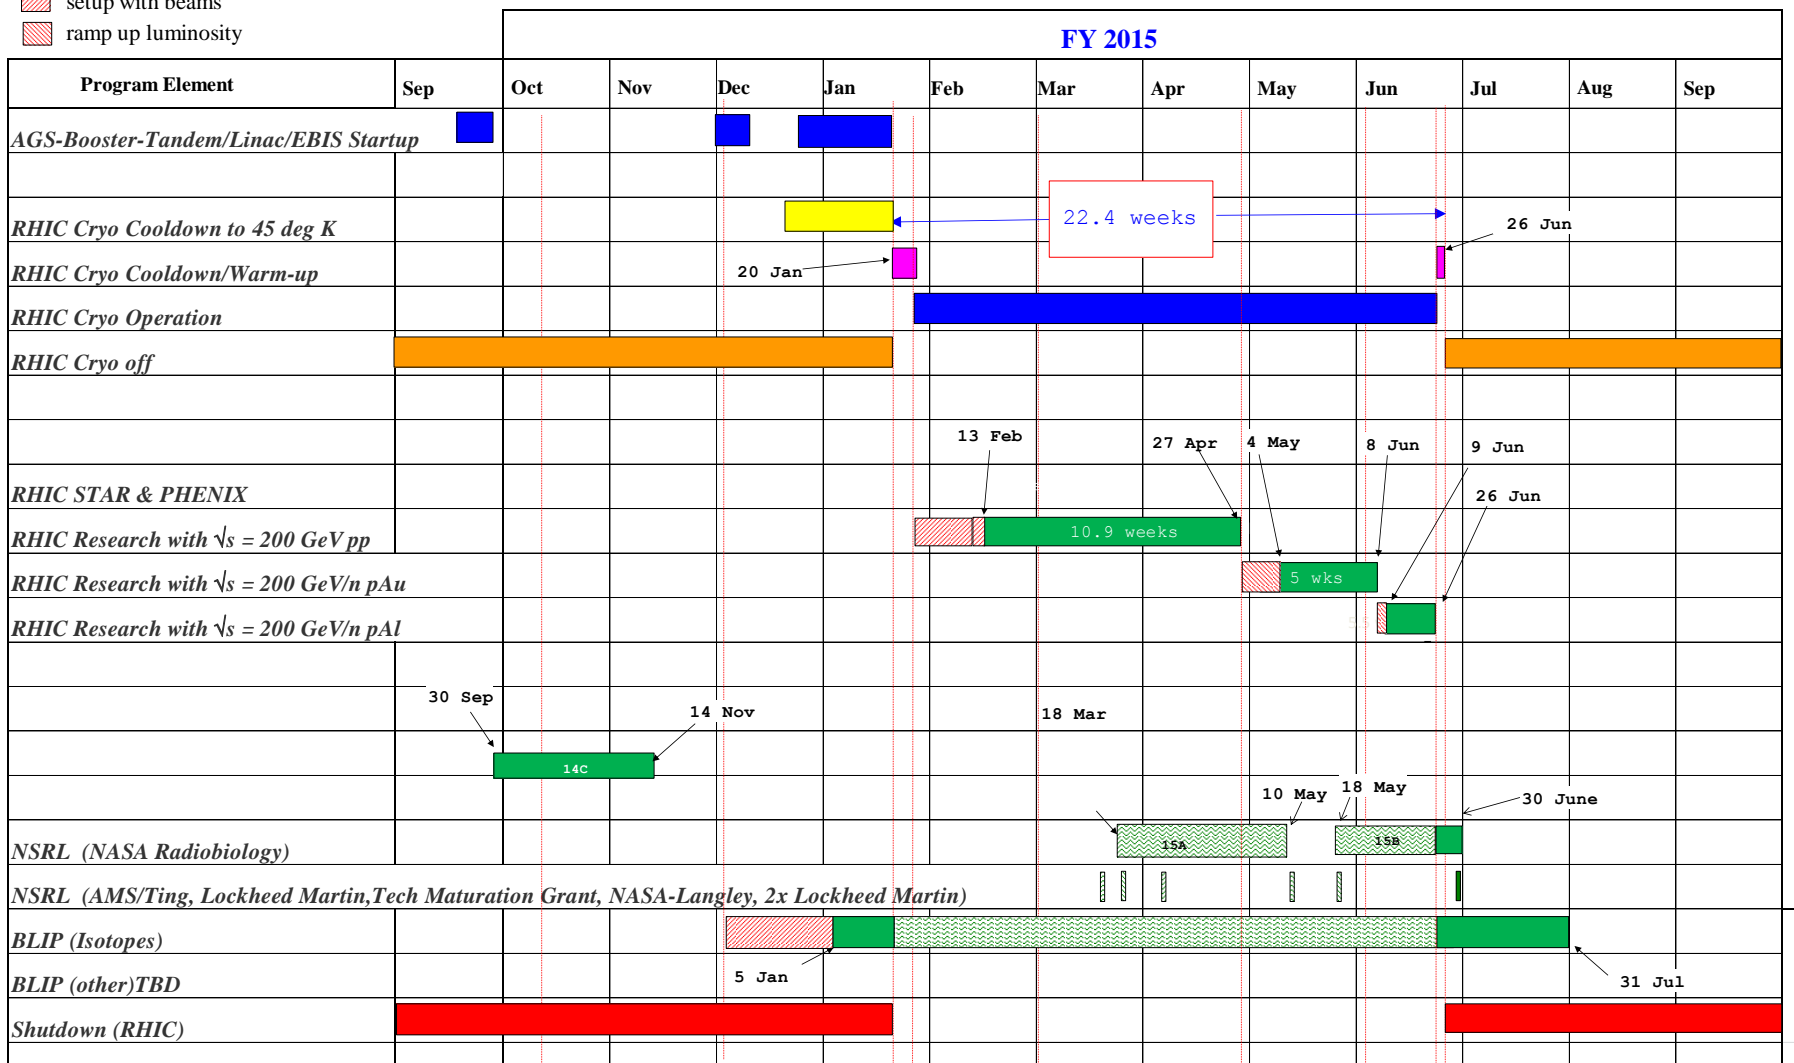 setup with beams
ramp up luminosity
FY 2015
Program Element Sep Oct Nov Dec Jan Feb Mar Apr May Jun Jul Aug Sep
AGS-Booster-Tandem/Linac/EBIS Startup
22.4 weeks
RHIC Cryo Cooldown to 45 deg K
26 Jun
RHIC Cryo Cooldown/Warm-up
20 Jan
RHIC Cryo Operation
RHIC Cryo off
13 Feb 27 Apr 4 May 8 Jun 9 Jun
RHIC STAR & PHENIX
26 Jun
RHIC Research with √s = 200 GeV pp
10.9 weeks
RHIC Research with √s = 200 GeV/n pAu
5 wks
RHIC Research with √s = 200 GeV/n pAl
30 Sep
14 Nov
18 Mar
14C
10 May 18 May 30 June
NSRL (NASA Radiobiology)
15A 15B
NSRL (AMS/Ting, Lockheed Martin,Tech Maturation Grant, NASA-Langley, 2x Lockheed Martin)
BLIP (Isotopes)
5 Jan
BLIP (other)TBD
31 Jul
Shutdown (RHIC)